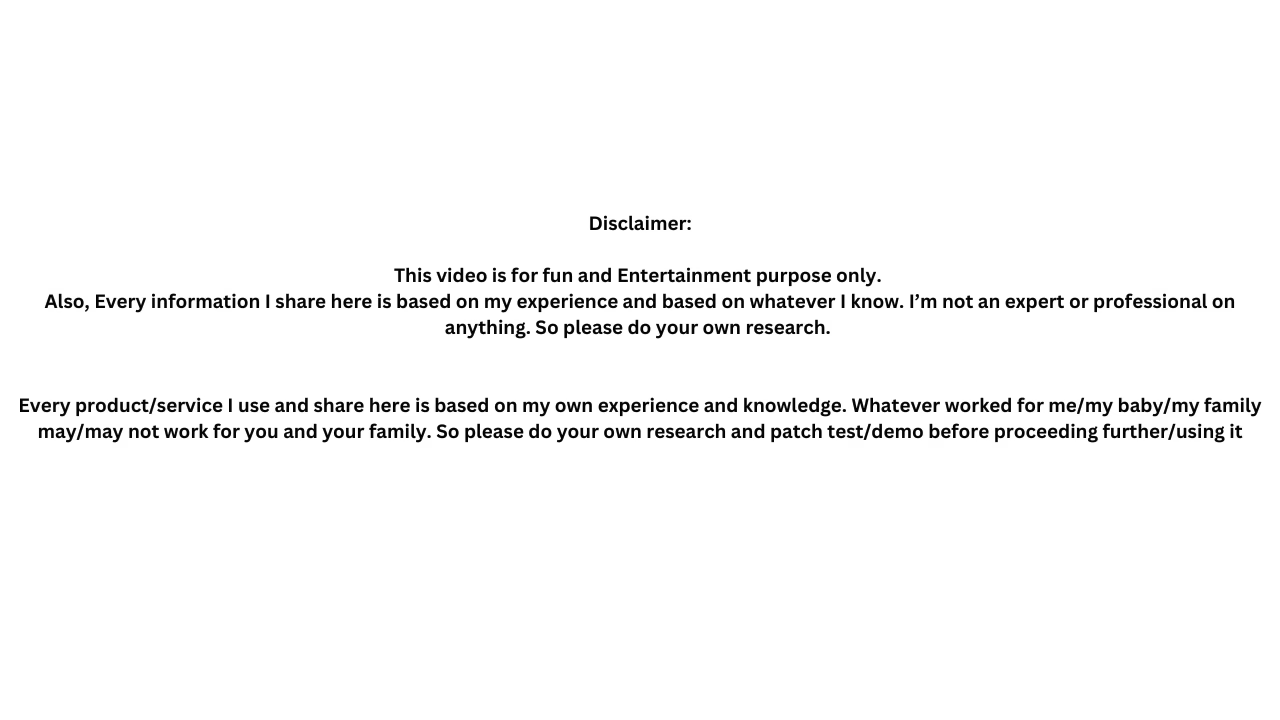 Disclaimer:
This video is for fun and Entertainment purpose only.
Also, Every information I share here is based on my experience and based on whatever I know. I’m not an expert or professional on
anything. So please do your own research.
Every product/service I use and share here is based on my own experience and knowledge. Whatever worked for me/my baby/my family
may/may not work for you and your family. So please do your own research and patch test/demo before proceeding further/using it